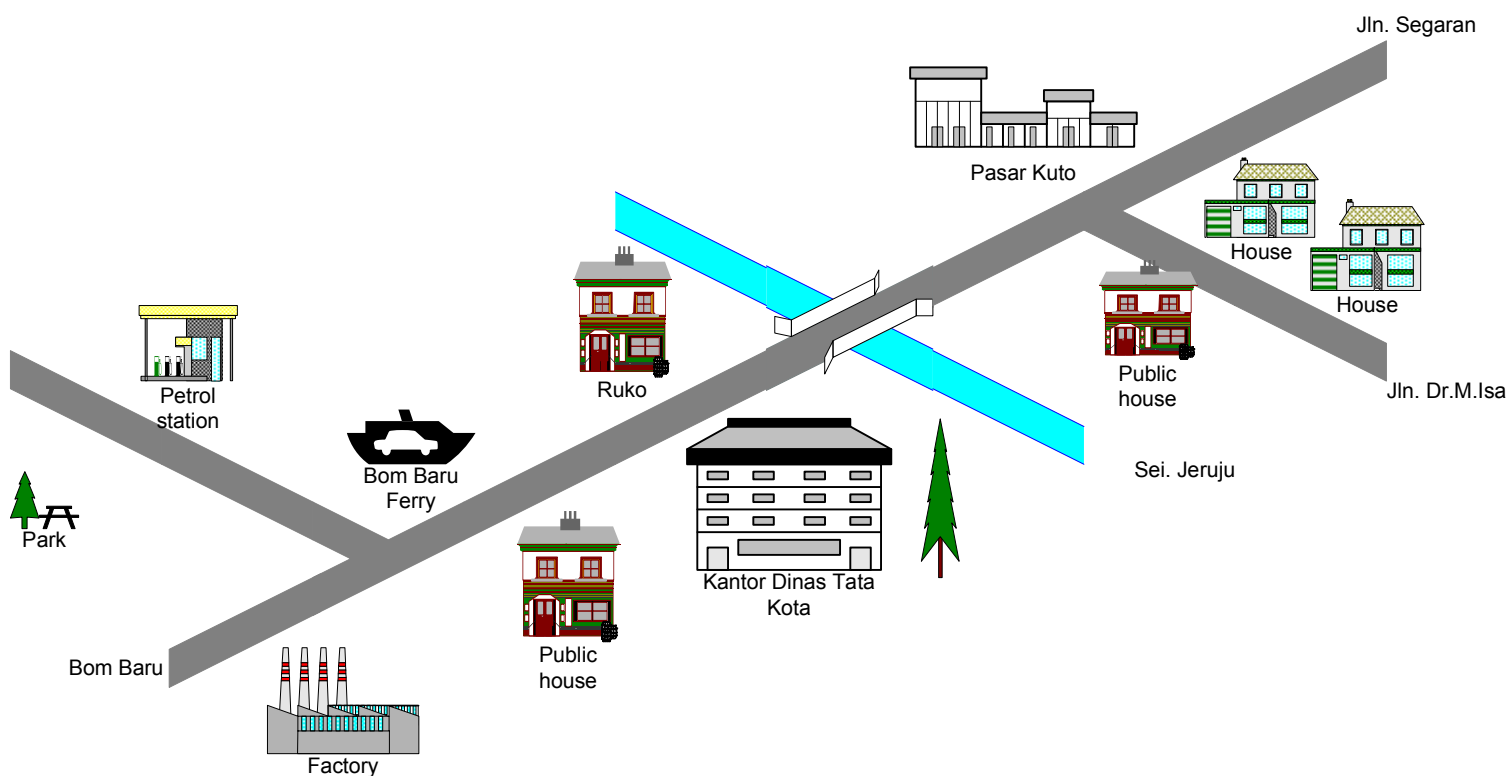 Jln. Segaran
Pasar Kuto
House
House
Ruko
Public
house
Jln. Dr.M.Isa
Petrol
station
Bom Baru
Ferry
Sei. Jeruju
Park
Kantor Dinas Tata
Kota
Public
house
Bom Baru
Factory